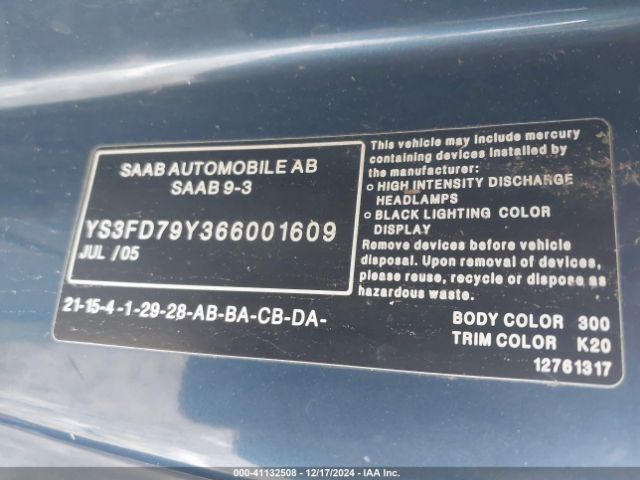 SAAB AUTOMOBILE AB
SAAB 9-3
YS3FD79Y366001609
JUL /05
21-15-4 -1-29-28-AB-BA-CB-DA-
This vehicle may include mercury
containing devices installed by
the manufacturer:
o HIGH INTENSITY DISCHARGE
HEADLAMPS
o BLACK LIGHTING COLOR
DISPLAY
Remove devices before vehicle
disposal. Upon removal of devices,
please reuse, recycle or dispose as
hazardous waste.
BODY COLOR 300
TRIM COLOR K20
12761317
000-41132508 - 12/17/2024 - IAA Inc.